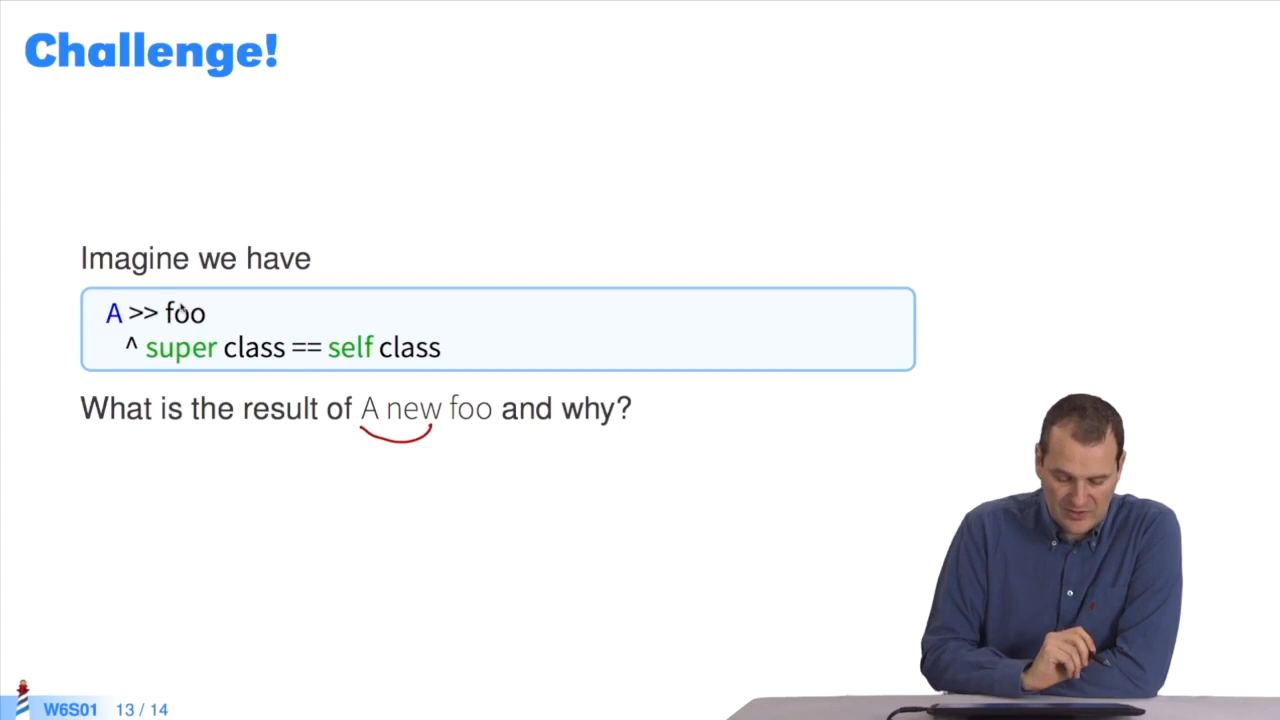 Challenge!
Imagine we have
A >> foo
^ super class == self class
What is the result of A new foo and why?
W6S01 13 / 14